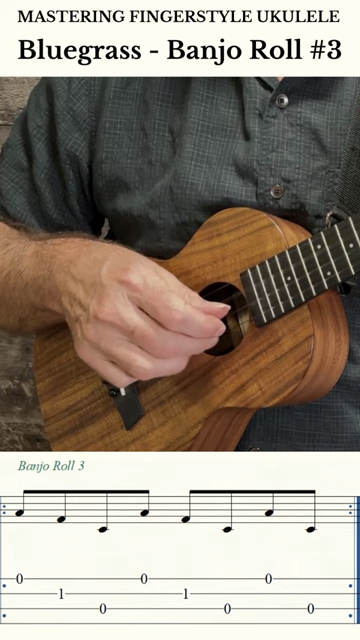 MASTERING FINGERSTYLE UKULELE
Bluegrass - Banjo Roll #3
Banjo Roll 3
0 0 0
1 1
0 0 0